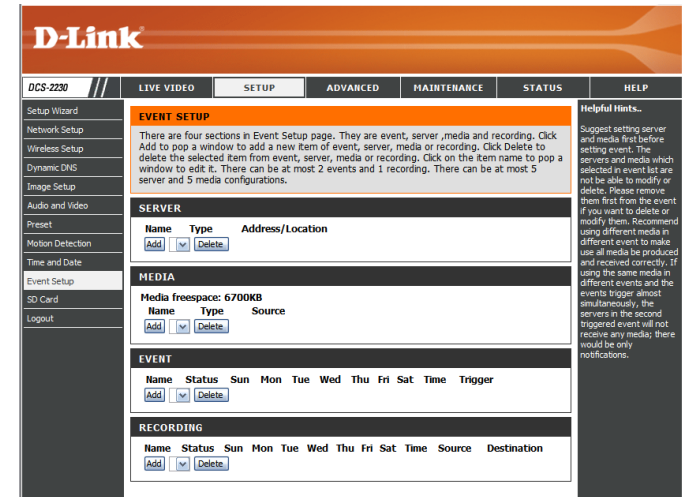 D-Link
DCS-2230
LIVE VIDEO SETUP ADVANCED MAINTENANCE STATUS HELP
Setup Wizard
Network Setup
Wireless Setup
Dynamic DNS
Image Setup
Audio and Video
Preset
Motion Detection
Time and Date
Event Setup
SD Card
Logout
EVENT SETUP
There are four sections in Event Setup page. They are event, server ,media and recording. Click
Add to pop a window to add a new item of event, server, media or recording. Click Delete to
delete the selected item from event, server, media or recording. Click on the item name to pop a
window to edit it. There can be at most 2 events and 1 recording. There can be at most 5
server and 5 media configurations.
SERVER
Name Type Address/Location
Add Delete
MEDIA
Media freespace: 6700KB
Name Type Source
Add Delete
EVENT
Name Status Sun Mon Tue Wed Thu Fri Sat Time Trigger
Add Delete
RECORDING
Name Status Sun Mon Tue Wed Thu Fri Sat Time Source Destination
Add Delete
Helpful Hints..
Suggest setting server
and media first before
setting event. The
servers and media which
selected in event list are
not be able to modify or
delete. Please remove
them first from the event
if you want to delete or
modify them. Recommend
using different media in
different event to make
use all media be produced
and received correctly. If
using the same media in
different events and the
events trigger almost
simultaneously, the
servers in the second
triggered event will not
receive any media; there
would be only
notifications.